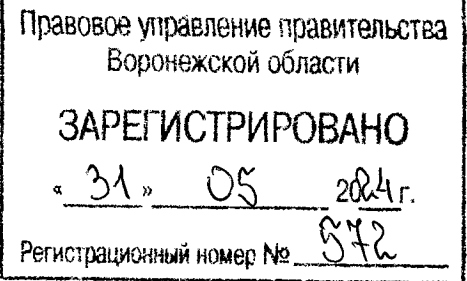 Правовое управление правительства
Воронежской области
ЗАРЕГИСТРИРОВАНО
« 31 » 05 2024 г.
Регистрационный номер № 572